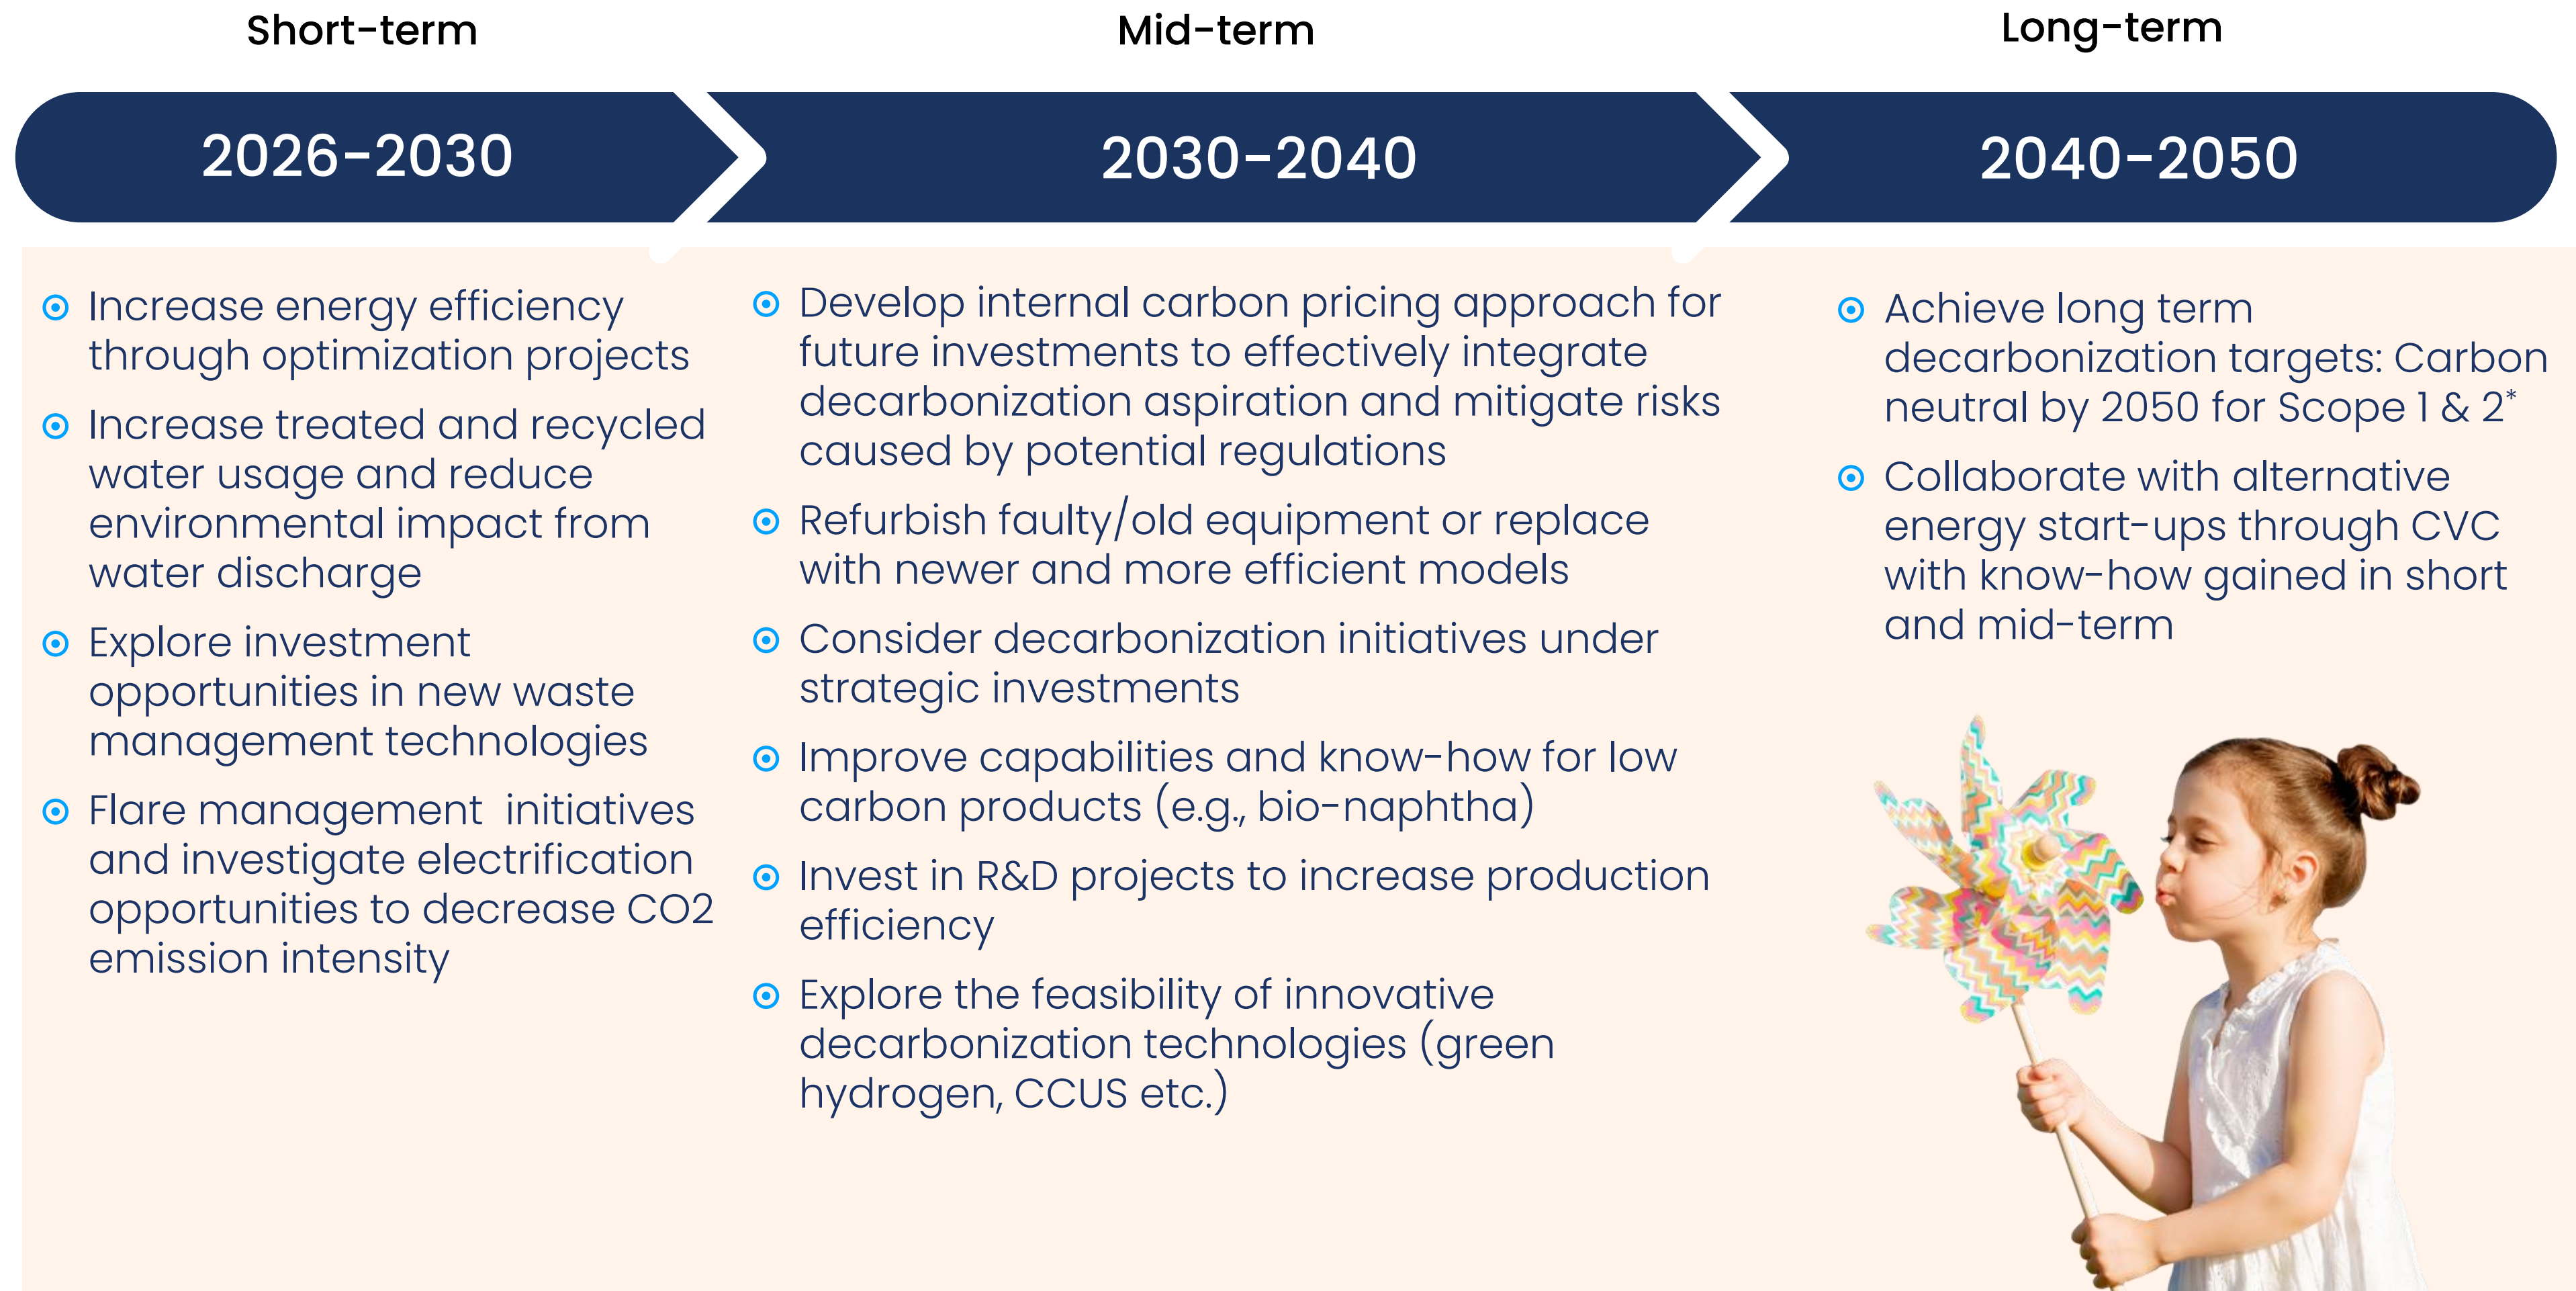 Short-term
Mid-term
Long-term
2026-2030
2030-2040
2040-2050
Increase energy efficiency
through optimization projects
Increase treated and recycled
water usage and reduce
environmental impact from
water discharge
Explore investment
opportunities in new waste
management technologies
Flare management  initiatives
and investigate electrification
opportunities to decrease CO2
emission intensity
Develop internal carbon pricing approach for
future investments to effectively integrate
decarbonization aspiration and mitigate risks
caused by potential regulations
Refurbish faulty/old equipment or replace
with newer and more efficient models
Consider decarbonization initiatives under
strategic investments
Improve capabilities and know-how for low
carbon products (e.g., bio-naphtha)
Invest in R&D projects to increase production
efficiency
Explore the feasibility of innovative
decarbonization technologies (green
hydrogen, CCUS etc.)
Achieve long term
decarbonization targets: Carbon
neutral by 2050 for Scope 1 & 2*
Collaborate with alternative
energy start-ups through CVC
with know-how gained in short
and mid-term